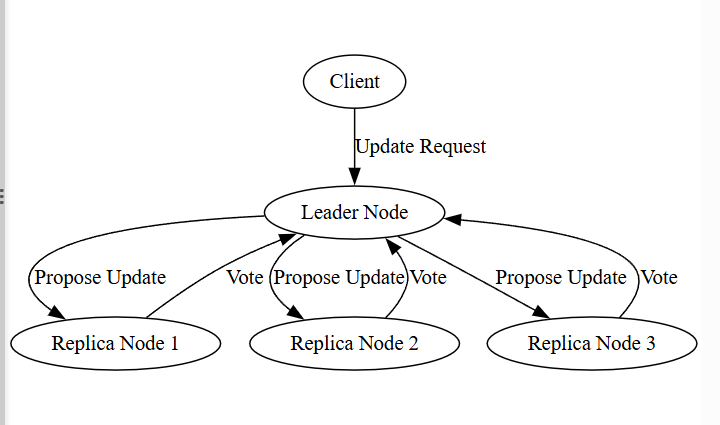 Client
Update Request
Leader Node
Propose Update
Vote
Propose Update
Vote
Propose Update
Vote
Replica Node 1
Replica Node 2
Replica Node 3